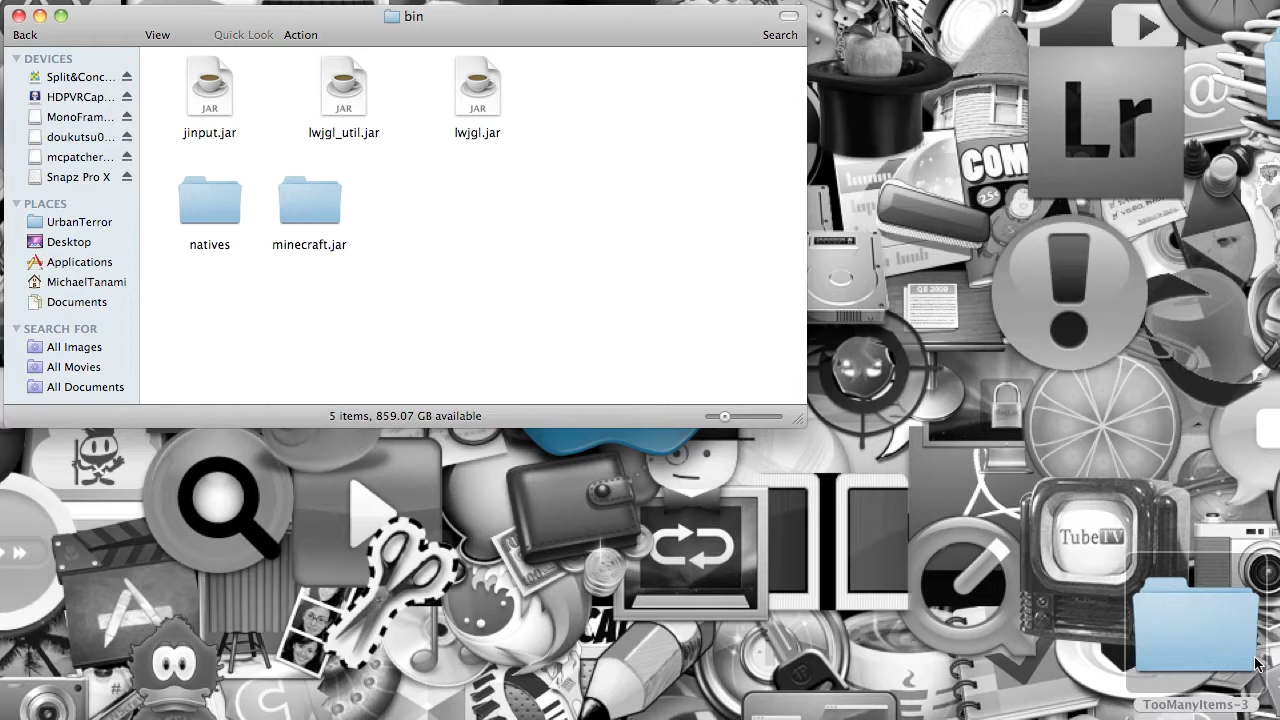 bin
Back
View
Quick Look
Action
Search
DEVICES
Split&Conc...
HDPVRCap...
MonoFram...
doukutsu0...
mcpatcher...
Snapz Pro X
PLACES
UrbanTerror
Desktop
Applications
MichaelTanami
Documents
SEARCH FOR
All Images
All Movies
All Documents
JAR
jinput.jar
JAR
lwjgl_util.jar
JAR
lwjgl.jar
natives
minecraft.jar
5 items, 859.07 GB available
Lr
@
COM
25¢
TubeTV
#
TooManyItems-3